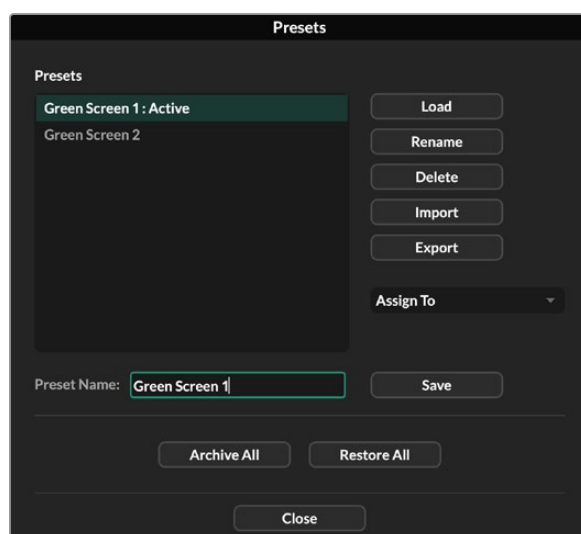 Presets
Presets
Green Screen 1 : Active
Green Screen 2
Load
Rename
Delete
Import
Export
Assign To
Preset Name: Green Screen 1
Save
Archive All Restore All
Close